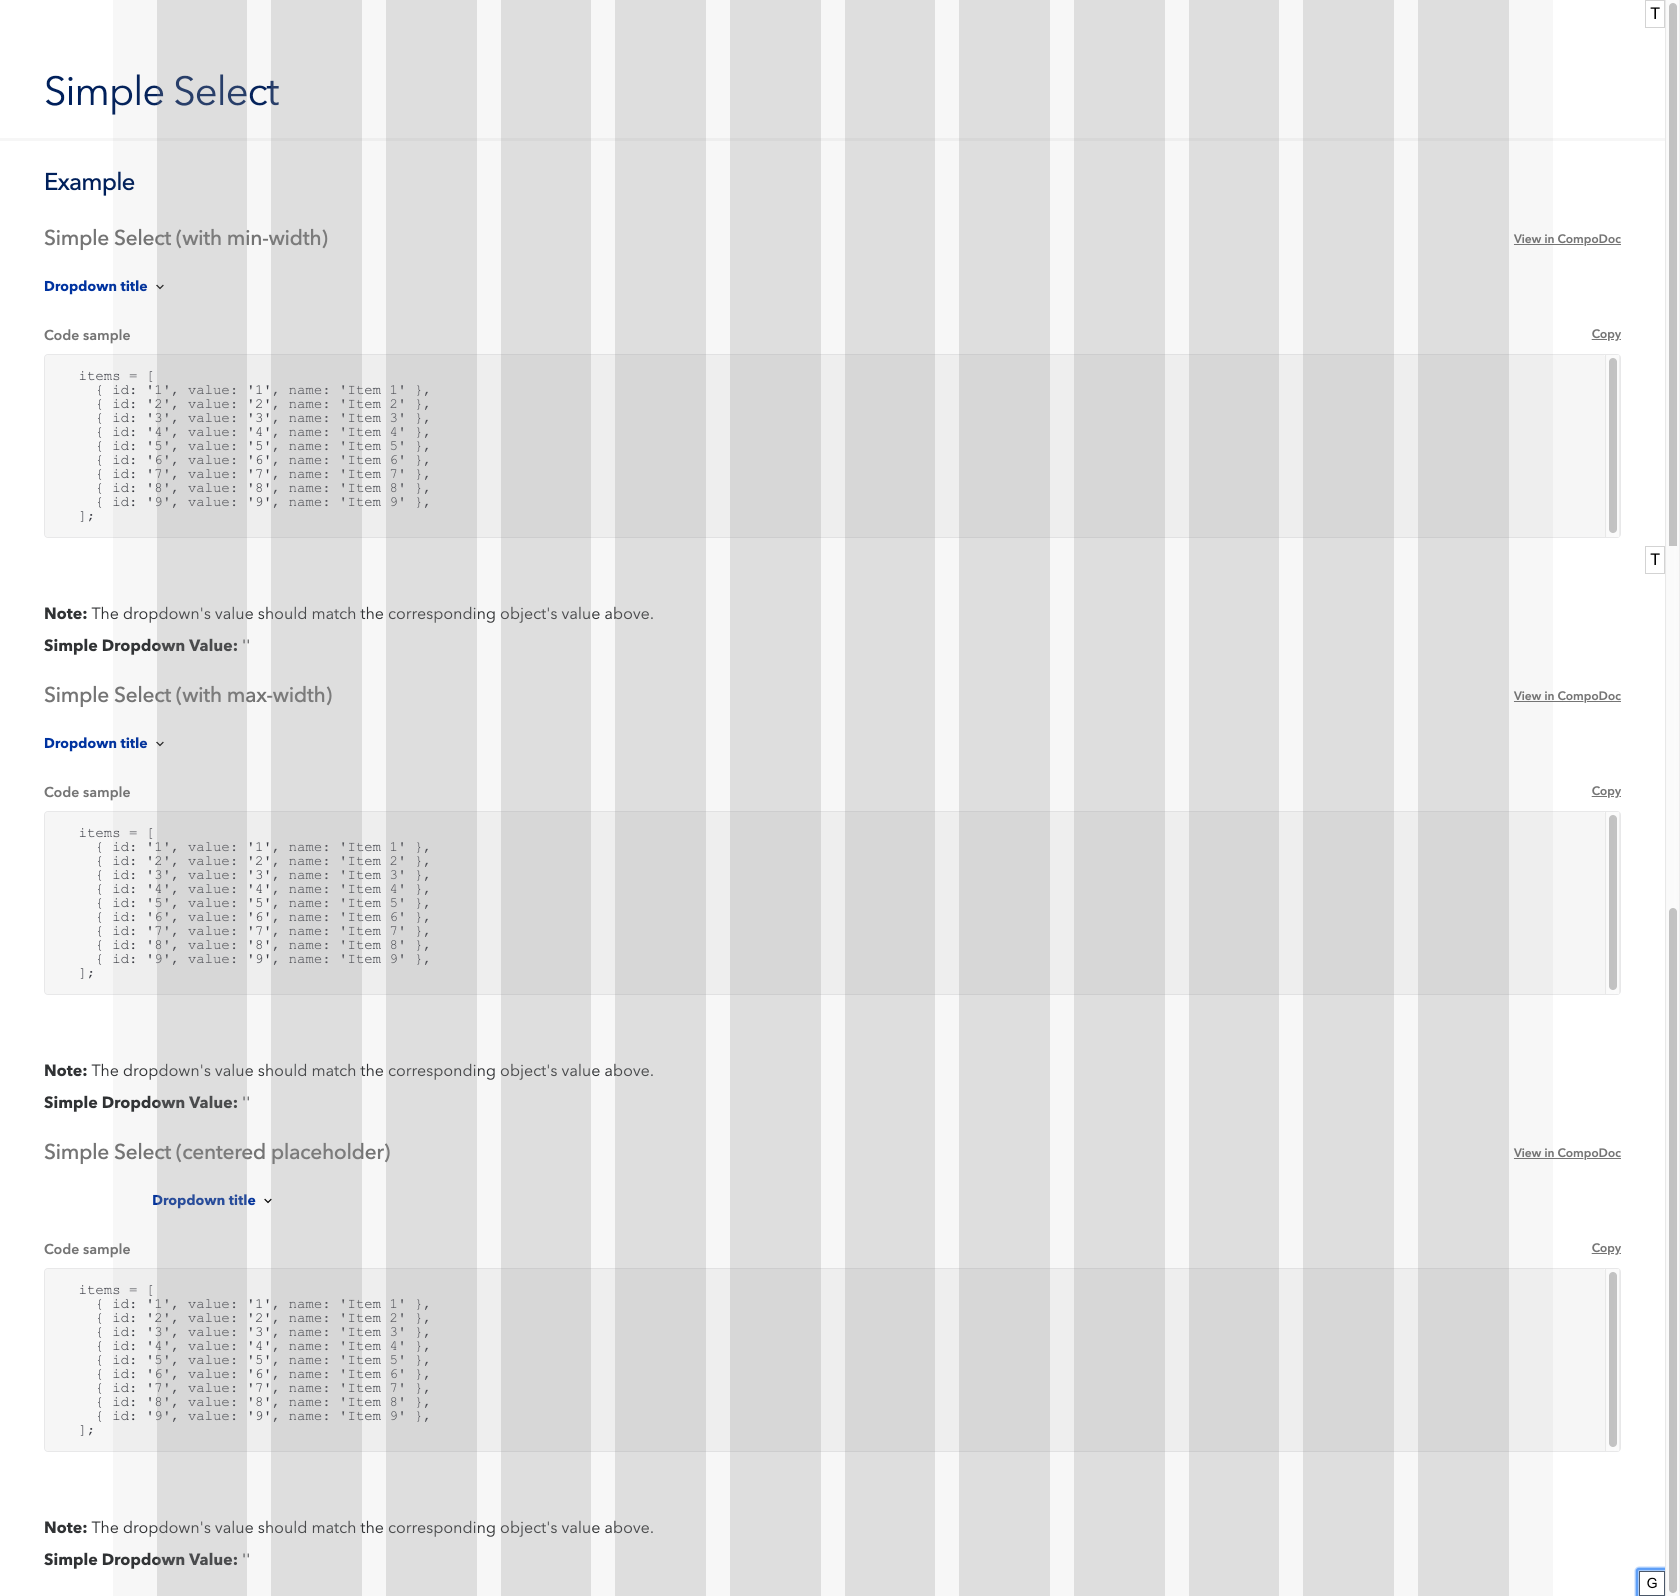 T
Simple Select
Example
Simple Select (with min-width)
View in CompoDoc
Dropdown title
Code sample
Copy
items = [
{ id: '1', value: '1', name: 'Item 1' },
{ id: '2', value: '2', name: 'Item 2' },
{ id: '3', value: '3', name: 'Item 3' },
{ id: '4', value: '4', name: 'Item 4' },
{ id: '5', value: '5', name: 'Item 5' },
{ id: '6', value: '6', name: 'Item 6' },
{ id: '7', value: '7', name: 'Item 7' },
{ id: '8', value: '8', name: 'Item 8' },
{ id: '9', value: '9', name: 'Item 9' },
];
T
Note: The dropdown's value should match the corresponding object's value above.
Simple Dropdown Value: ''
Simple Select (with max-width)
View in CompoDoc
Dropdown title
Code sample
Copy
items = [
{ id: '1', value: '1', name: 'Item 1' },
{ id: '2', value: '2', name: 'Item 2' },
{ id: '3', value: '3', name: 'Item 3' },
{ id: '4', value: '4', name: 'Item 4' },
{ id: '5', value: '5', name: 'Item 5' },
{ id: '6', value: '6', name: 'Item 6' },
{ id: '7', value: '7', name: 'Item 7' },
{ id: '8', value: '8', name: 'Item 8' },
{ id: '9', value: '9', name: 'Item 9' },
];
Note: The dropdown's value should match the corresponding object's value above.
Simple Dropdown Value: ''
Simple Select (centered placeholder)
View in CompoDoc
Dropdown title
Code sample
Copy
items = [
{ id: '1', value: '1', name: 'Item 1' },
{ id: '2', value: '2', name: 'Item 2' },
{ id: '3', value: '3', name: 'Item 3' },
{ id: '4', value: '4', name: 'Item 4' },
{ id: '5', value: '5', name: 'Item 5' },
{ id: '6', value: '6', name: 'Item 6' },
{ id: '7', value: '7', name: 'Item 7' },
{ id: '8', value: '8', name: 'Item 8' },
{ id: '9', value: '9', name: 'Item 9' },
];
Note: The dropdown's value should match the corresponding object's value above.
Simple Dropdown Value: ''
G